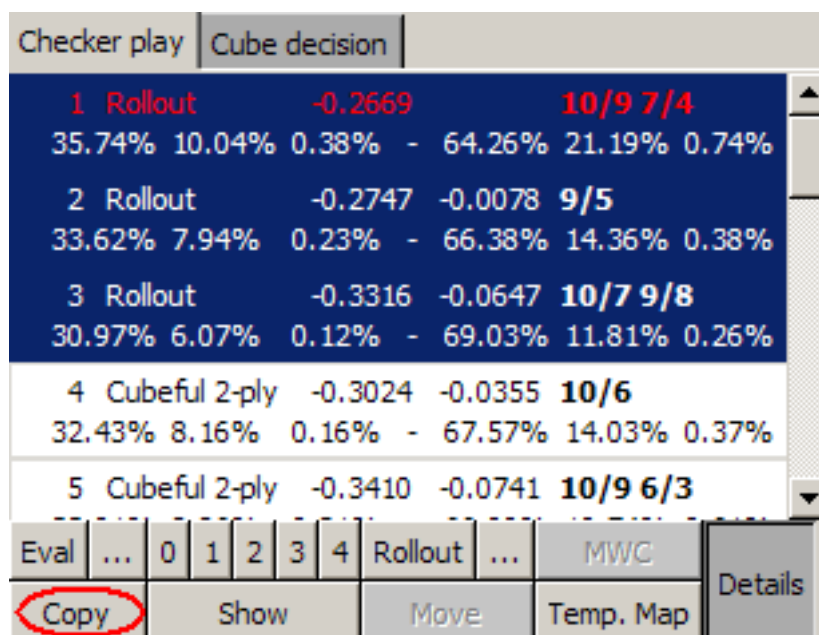 Checker play Cube decision
1 Rollout -0.2669 10/9 7/4
35.74% 10.04% 0.38% - 64.26% 21.19% 0.74%
2 Rollout -0.2747 -0.0078 9/5
33.62% 7.94% 0.23% - 66.38% 14.36% 0.38%
3 Rollout -0.3316 -0.0647 10/7 9/8
30.97% 6.07% 0.12% - 69.03% 11.81% 0.26%
4 Cubeful 2-ply -0.3024 -0.0355 10/6
32.43% 8.16% 0.16% - 67.57% 14.03% 0.37%
5 Cubeful 2-ply -0.3410 -0.0741 10/9 6/3
Eval ... 0 1 2 3 4 Rollout ... MWC
Details
Copy Show Move Temp. Map